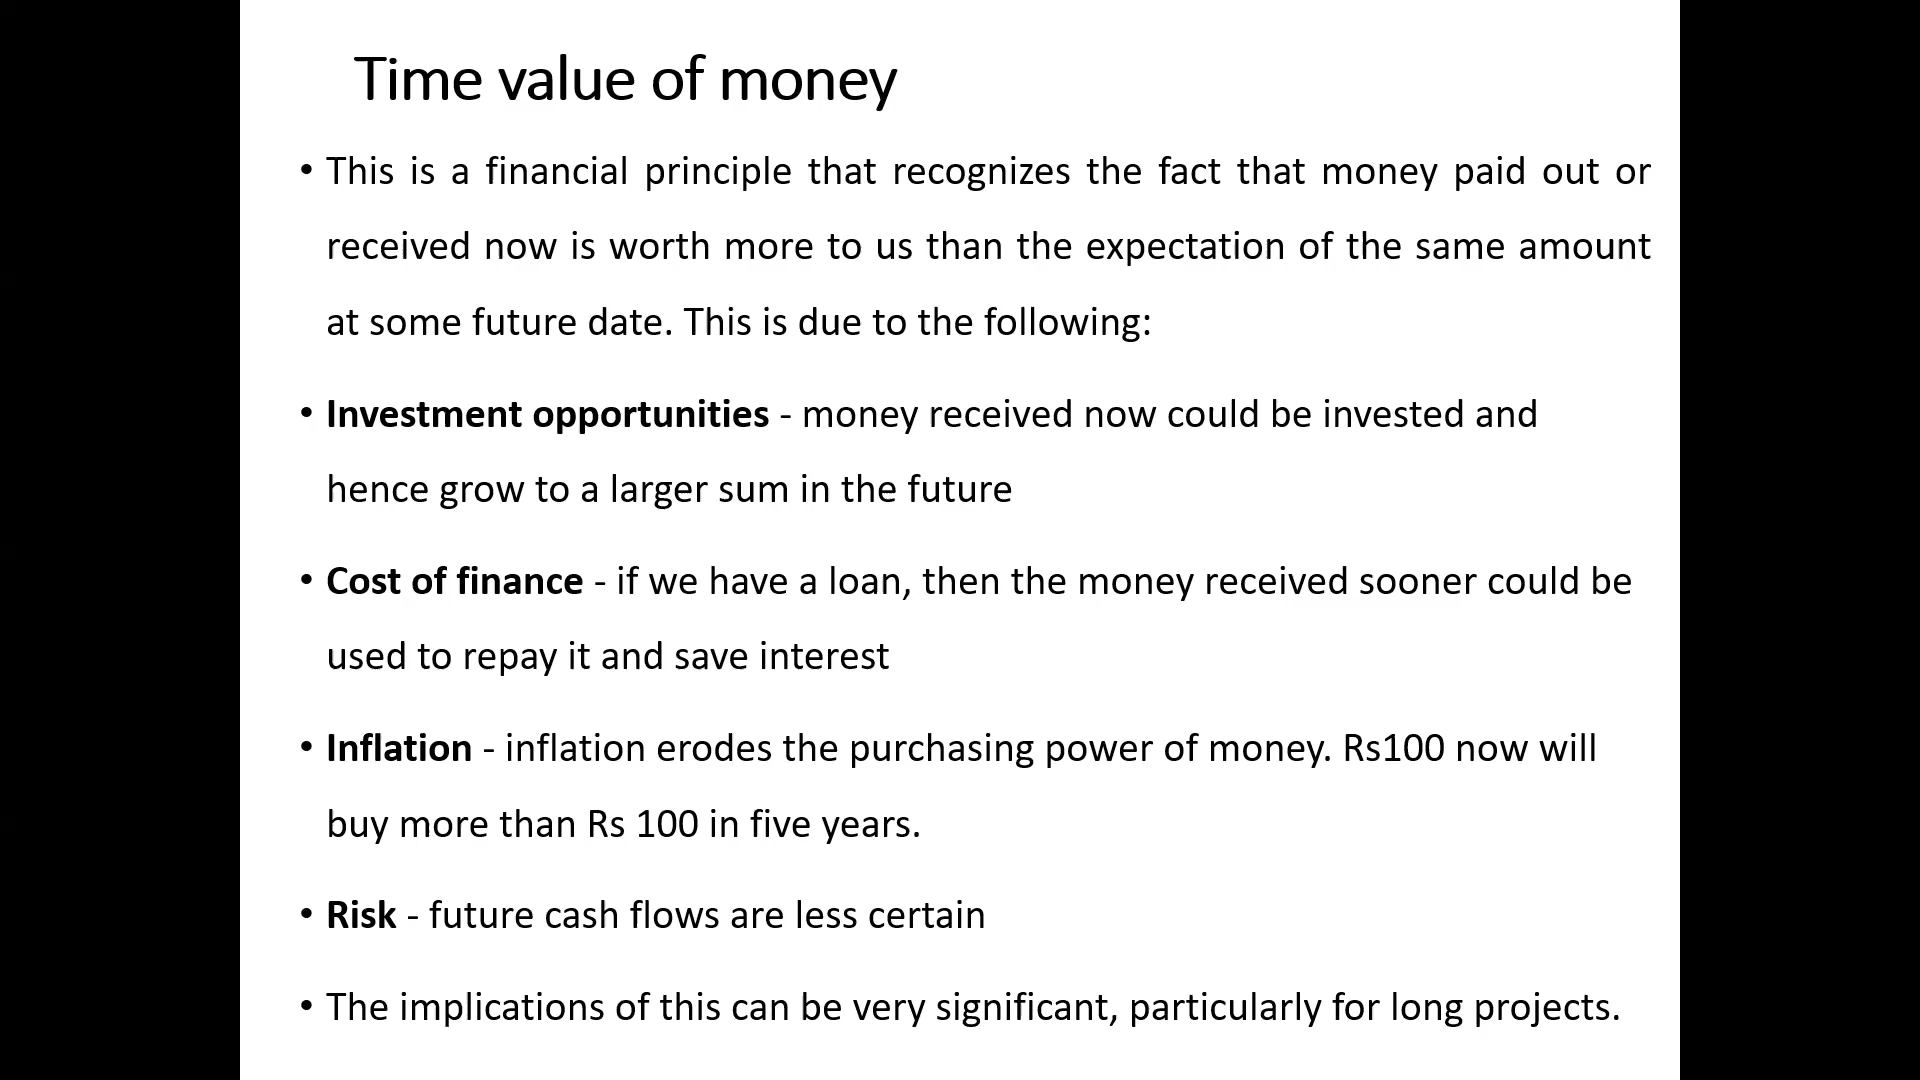 Time value of money
• This is a financial principle that recognizes the fact that money paid out or
received now is worth more to us than the expectation of the same amount
at some future date. This is due to the following:
• Investment opportunities - money received now could be invested and
hence grow to a larger sum in the future
• Cost of finance - if we have a loan, then the money received sooner could be
used to repay it and save interest
• Inflation - inflation erodes the purchasing power of money. Rs100 now will
buy more than Rs 100 in five years.
• Risk - future cash flows are less certain
• The implications of this can be very significant, particularly for long projects.